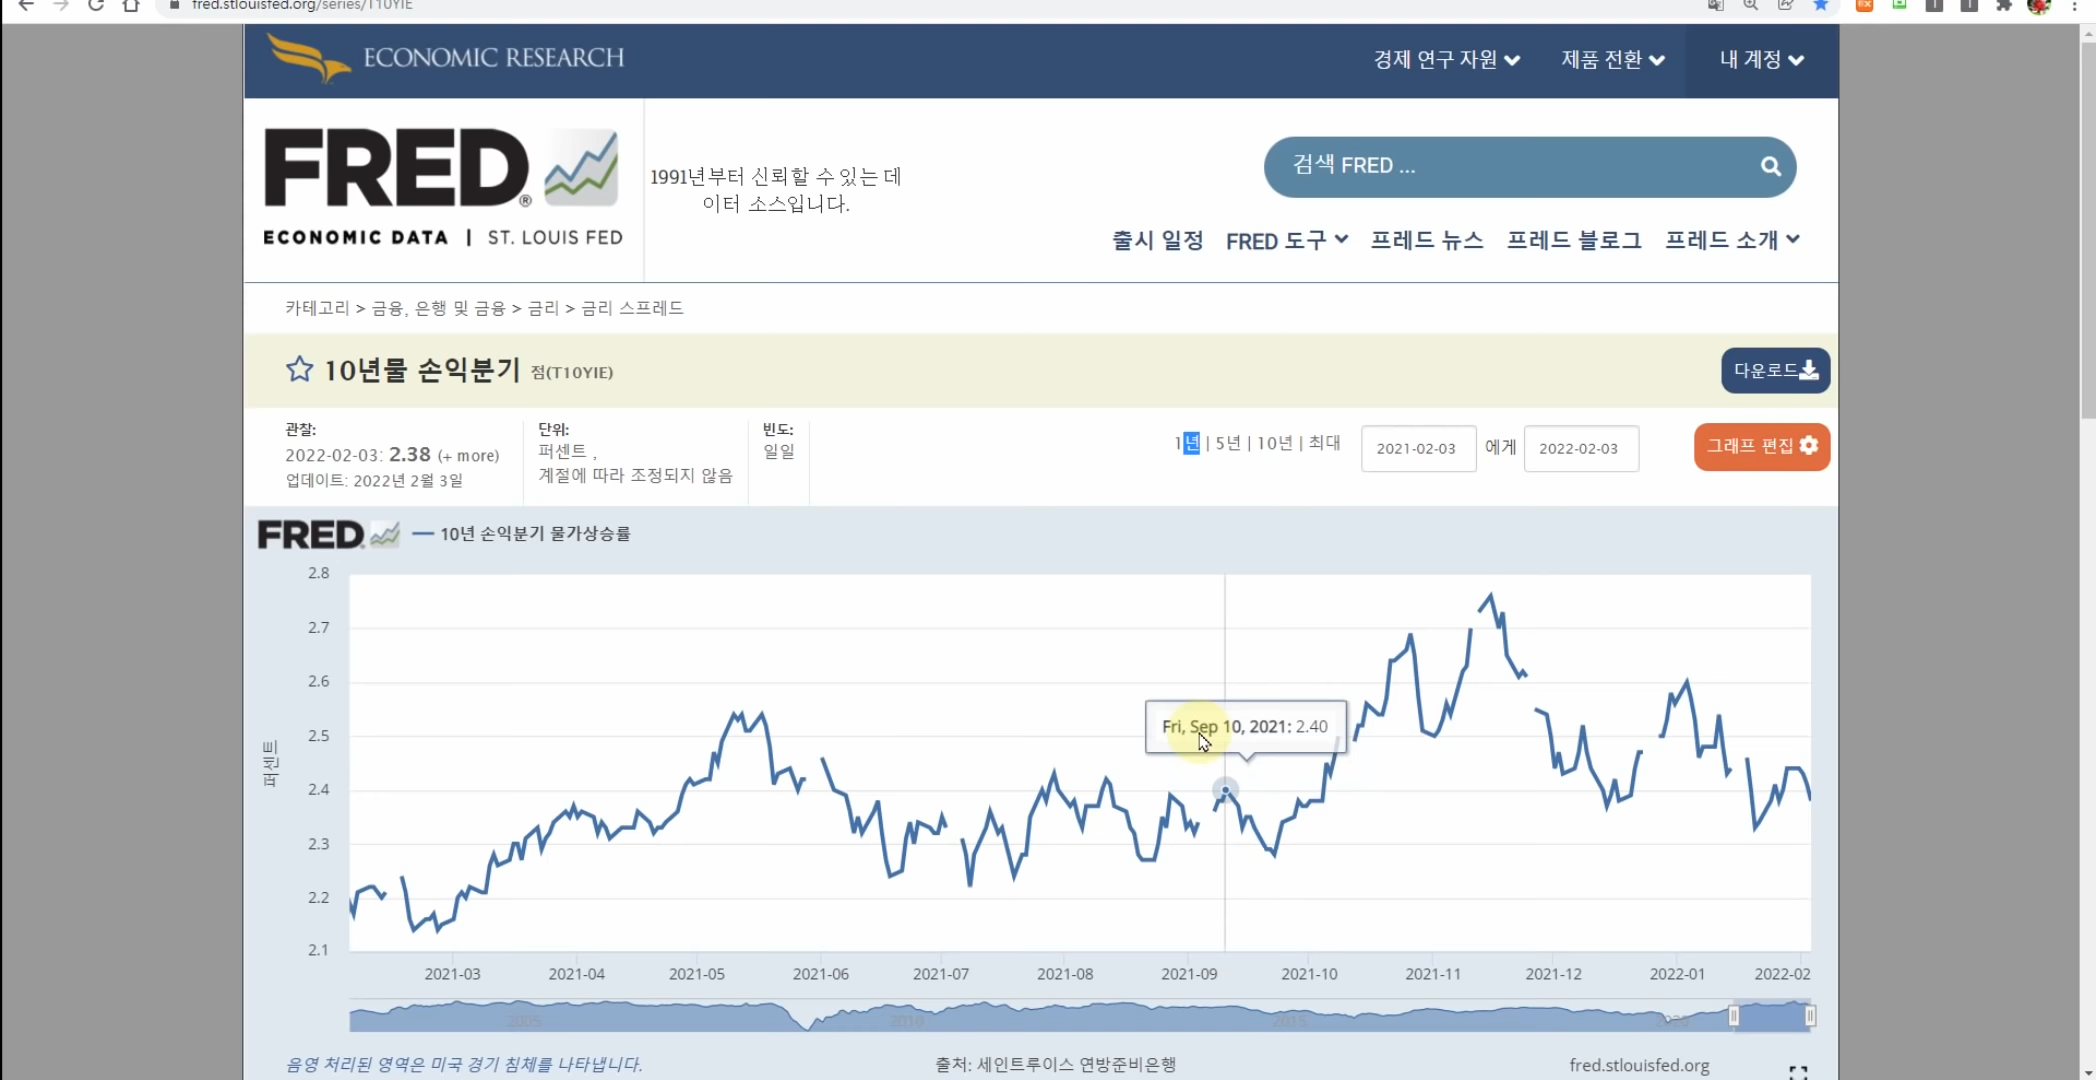 fred.stlouisfed.org/series/T10YIE
ECONOMIC RESEARCH
경제 연구 자원
제품 전환
내 계정
FRED®
ECONOMIC DATA | ST. LOUIS FED
1991년부터 신뢰할 수 있는 데
이터 소스입니다.
검색 FRED ...
출시 일정
FRED 도구
프레드 뉴스
프레드 블로그
프레드 소개
카테고리 > 금융, 은행 및 금융 > 금리 > 금리 스프레드
10년물 손익분기 점(T10YIE)
다운로드
관찰:
2022-02-03: 2.38 (+ more)
업데이트: 2022년 2월 3일
단위:
퍼센트 ,
계절에 따라 조정되지 않음
빈도:
일일
1년 | 5년 | 10년 | 최대
2021-02-03
에게
2022-02-03
그래프 편집
FRED
10년 손익분기 물가상승률
2.8
2.7
2.6
2.5
2.4
2.3
2.2
2.1
퍼센트
Fri, Sep 10, 2021: 2.40
2021-03
2021-04
2021-05
2021-06
2021-07
2021-08
2021-09
2021-10
2021-11
2021-12
2022-01
2022-02
2005
2010
2015
2020
음영 처리된 영역은 미국 경기 침체를 나타냅니다.
출처: 세인트루이스 연방준비은행
fred.stlouisfed.org